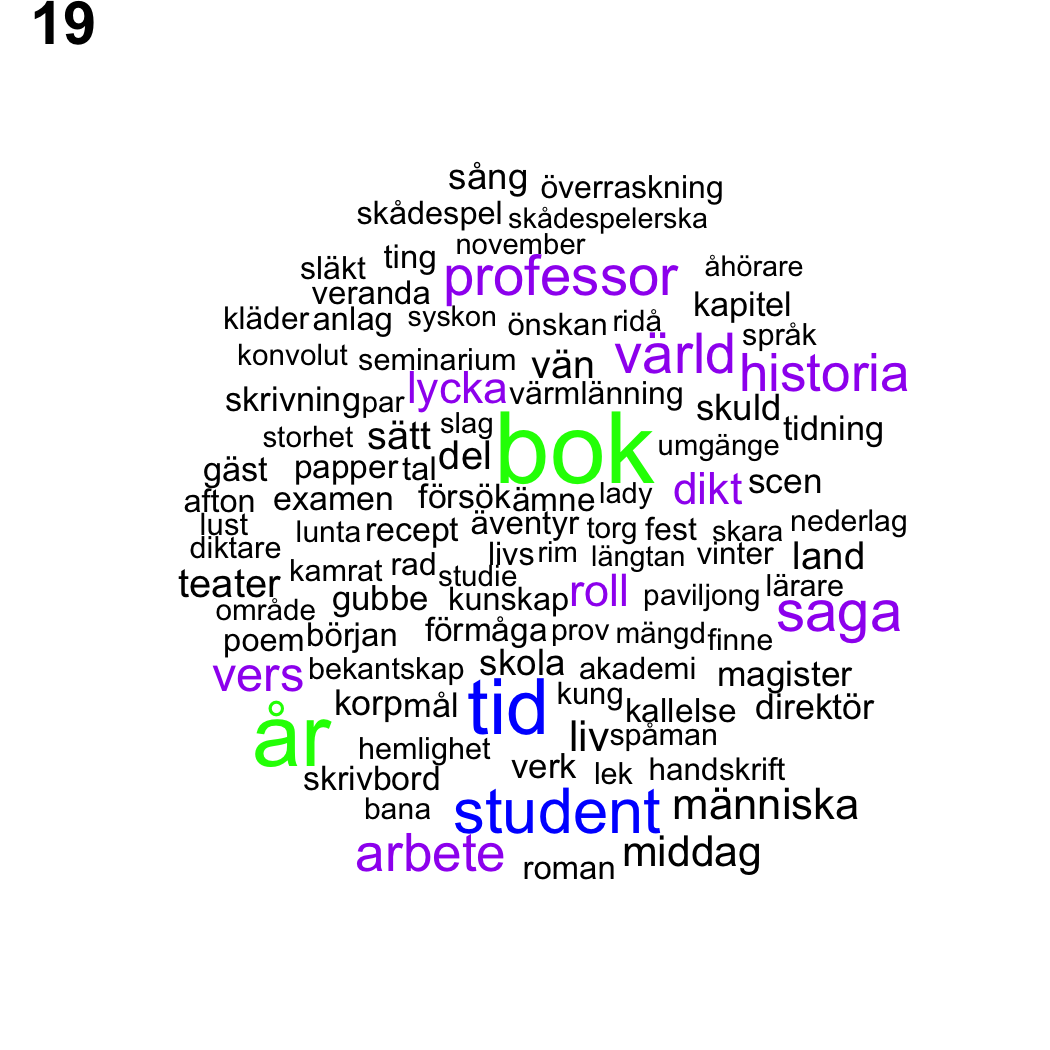 19
sång överraskning
skådespel skådespelerska
november
släkt ting professor åhörare
veranda kapitel
kläder anlag syskon önskan ridå
språk
konvolut seminarium vän värld historia
lycka värmlänning
skrivning par skuld
storhet sätt slag bok umgänge tidning
gäst papper tal del
dikt scen
afton examen försök ämne lady
lust lunta recept äventyr torg fest skara nederlag
diktare livs rim längtan vinter land
teater kamrat rad studie
område gubbe kunskap roll paviljong lärare
saga
poem början förmåga prov mängd finne
vers bekantskap skola akademi magister
korp mål tid kung kallelse direktör
år hemlighet liv spåman
skrivbord verk lek handskrift
bana student människa
arbete roman middag